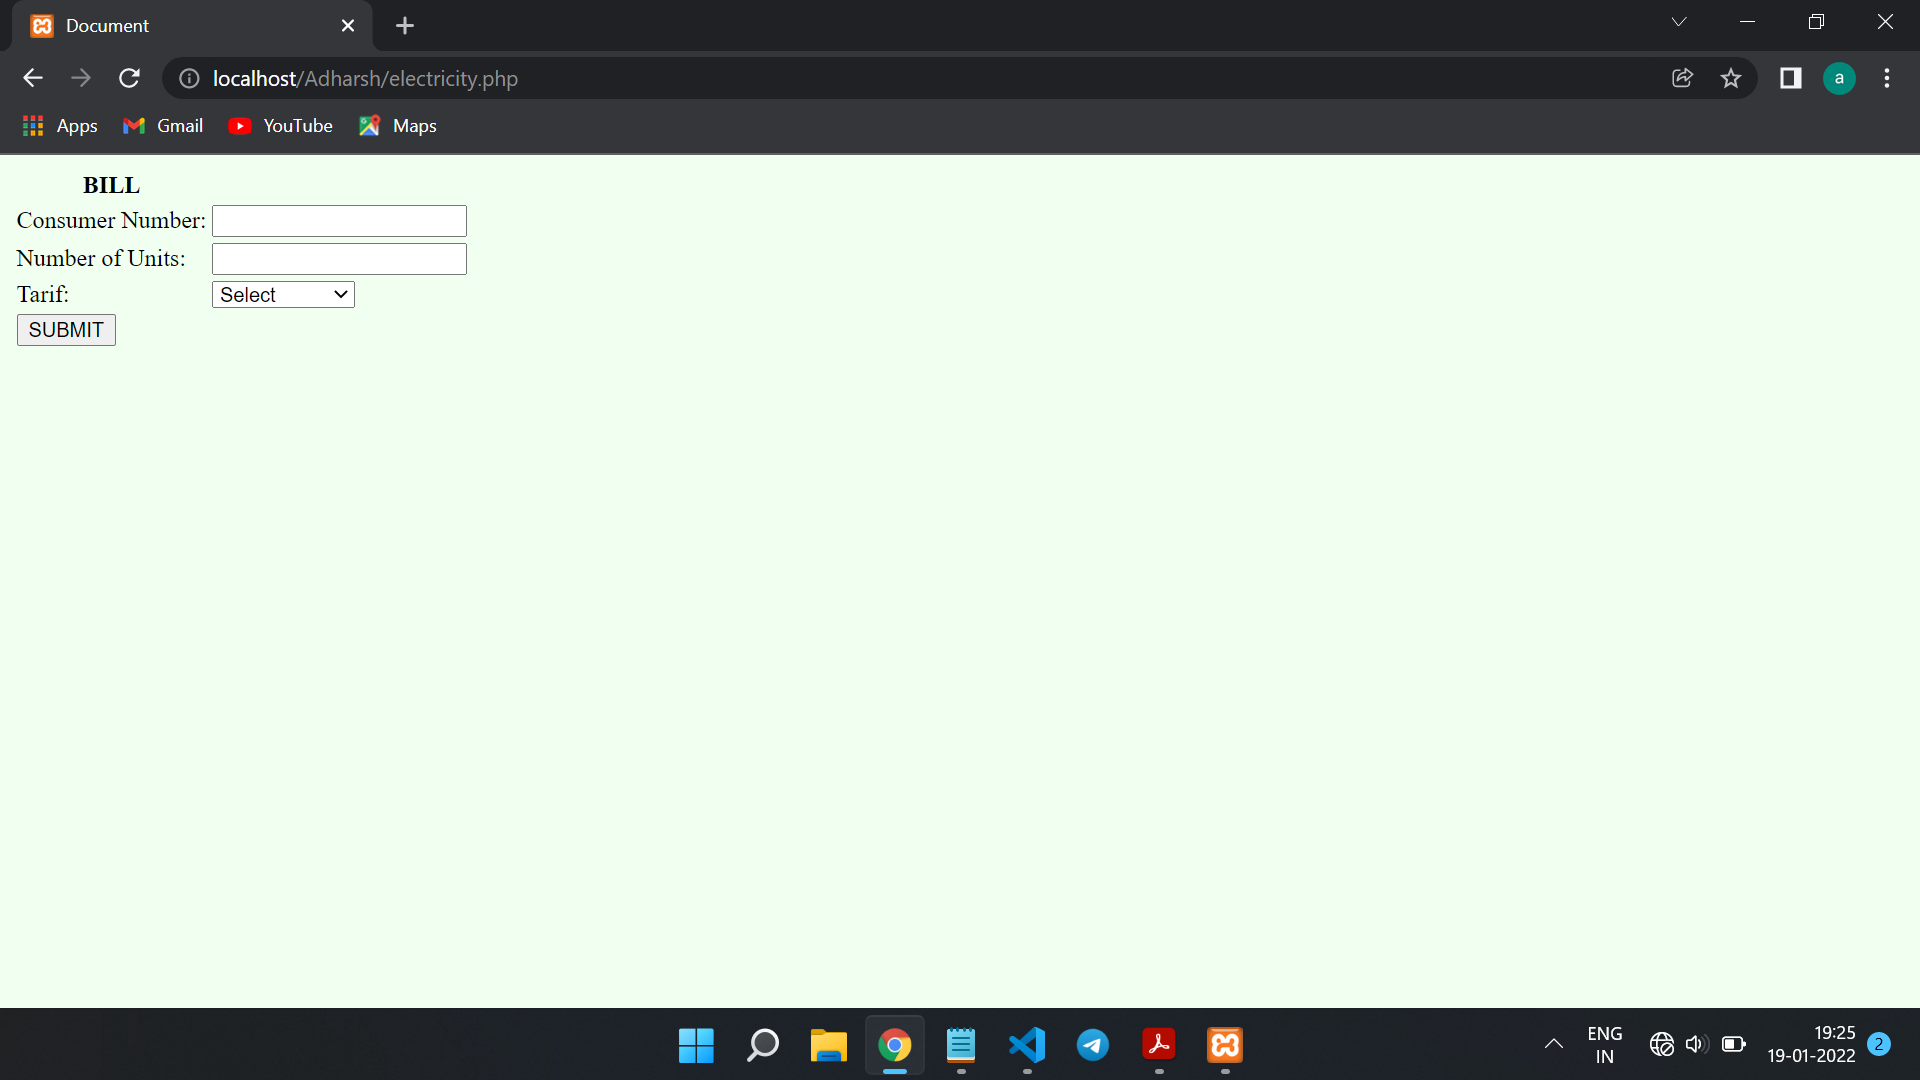 Document
localhost/Adharsh/electricity.php
a
Apps Gmail YouTube Maps
BILL
Consumer Number:
Number of Units:
Tarif: Select
SUBMIT
ENG
IN
19:25
19-01-2022
2